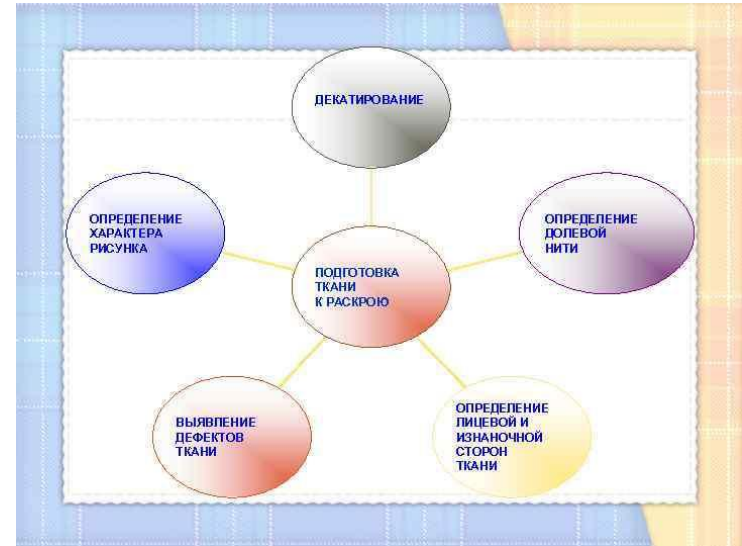 ДЕКАТИРОВАНИЕ
ОПРЕДЕЛЕНИЕ
ХАРАКТЕРА
РИСУНКА
ОПРЕДЕЛЕНИЕ
ДОЛЕВОЙ
НИТИ
ПОДГОТОВКА
ТКАНИ
К РАСКРОЮ
ВЫЯВЛЕНИЕ
ДЕФЕКТОВ
ТКАНИ
ОПРЕДЕЛЕНИЕ
ЛИЦЕВОЙ И
ИЗНАНОЧНОЙ
СТОРОН
ТКАНИ